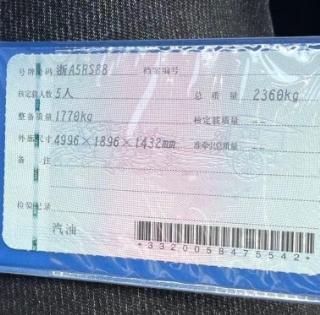 号牌号码 浙A5RS88 档案编号
核定载人数 5人 总质量 2360kg
整备质量 1770kg 核定载质量 --
外廓尺寸 4996×1896×1432mm 准牵引总质量 --
备注
检验记录
汽油
*3320058475542*